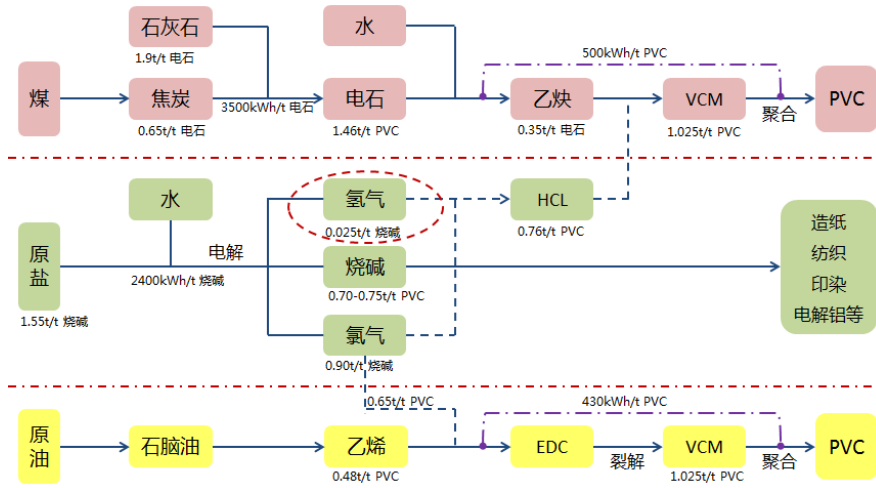 石灰石
水
1.9t/t 电石
500kWh/t PVC
煤
焦炭
3500kWh/t 电石
电石
乙炔
VCM
聚合
PVC
0.65t/t 电石
1.46t/t PVC
0.35t/t 电石
1.025t/t PVC
水
氢气
HCL
0.025t/t 烧碱
0.76t/t PVC
原盐
电解
2400kWh/t 烧碱
烧碱
0.70-0.75t/t PVC
造纸
纺织
印染
电解铝等
1.55t/t 烧碱
氯气
0.90t/t 烧碱
0.65t/t PVC
430kWh/t PVC
原油
石脑油
乙烯
EDC
裂解
VCM
聚合
PVC
0.48t/t PVC
1.025t/t PVC